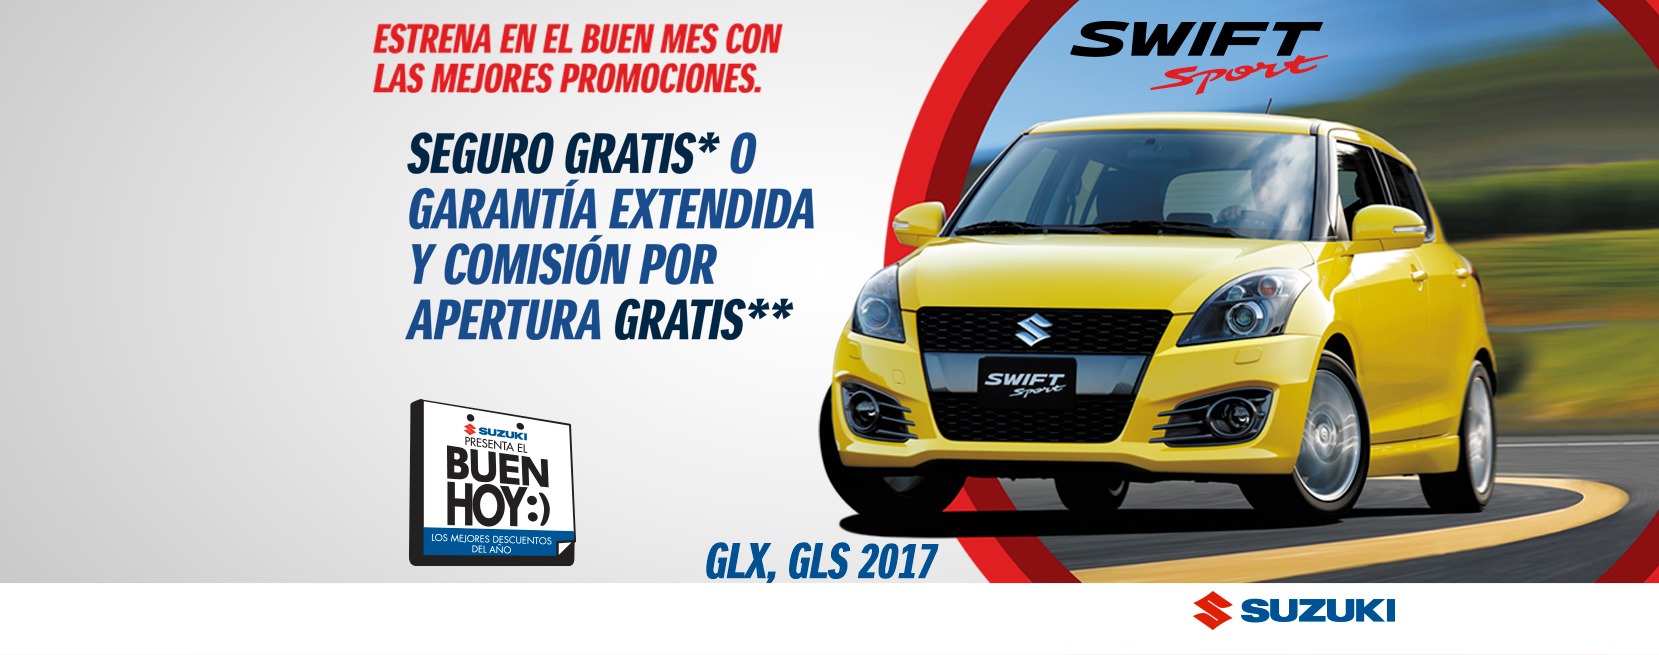 ESTRENA EN EL BUEN MES CON
LAS MEJORES PROMOCIONES.
SEGURO GRATIS* O
GARANTÍA EXTENDIDA
Y COMISIÓN POR
APERTURA GRATIS**
SUZUKI
PRESENTA EL
BUEN
HOY:)
LOS MEJORES DESCUENTOS
DEL AÑO
GLX, GLS 2017
SWIFT
Sport
SWIFT
Sport
SUZUKI